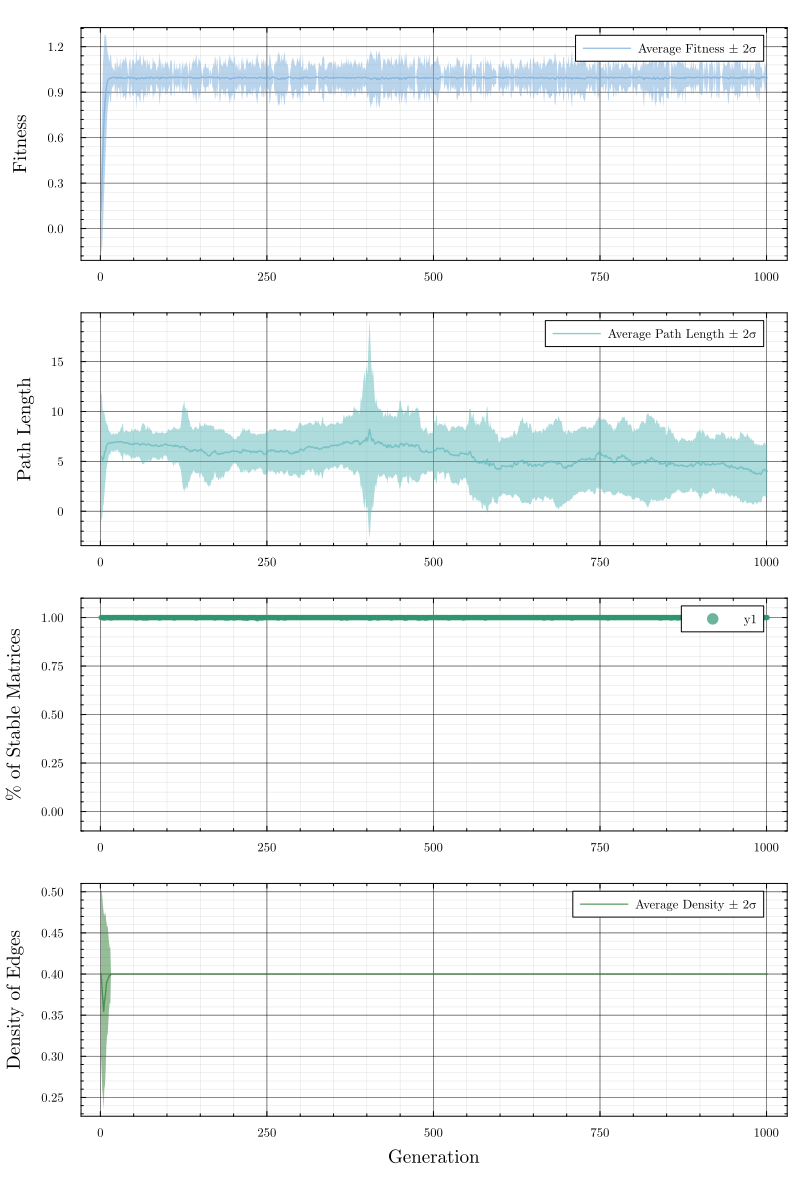 Fitness
1.2
0.9
0.6
0.3
0.0
Average Fitness ± 2σ
0 250 500 750 1000
Path Length
15
10
5
0
Average Path Length ± 2σ
0 250 500 750 1000
% of Stable Matrices
1.00
0.75
0.50
0.25
0.00
y1
0 250 500 750 1000
Density of Edges
0.50
0.45
0.40
0.35
0.30
0.25
Average Density ± 2σ
0 250 500 750 1000
Generation